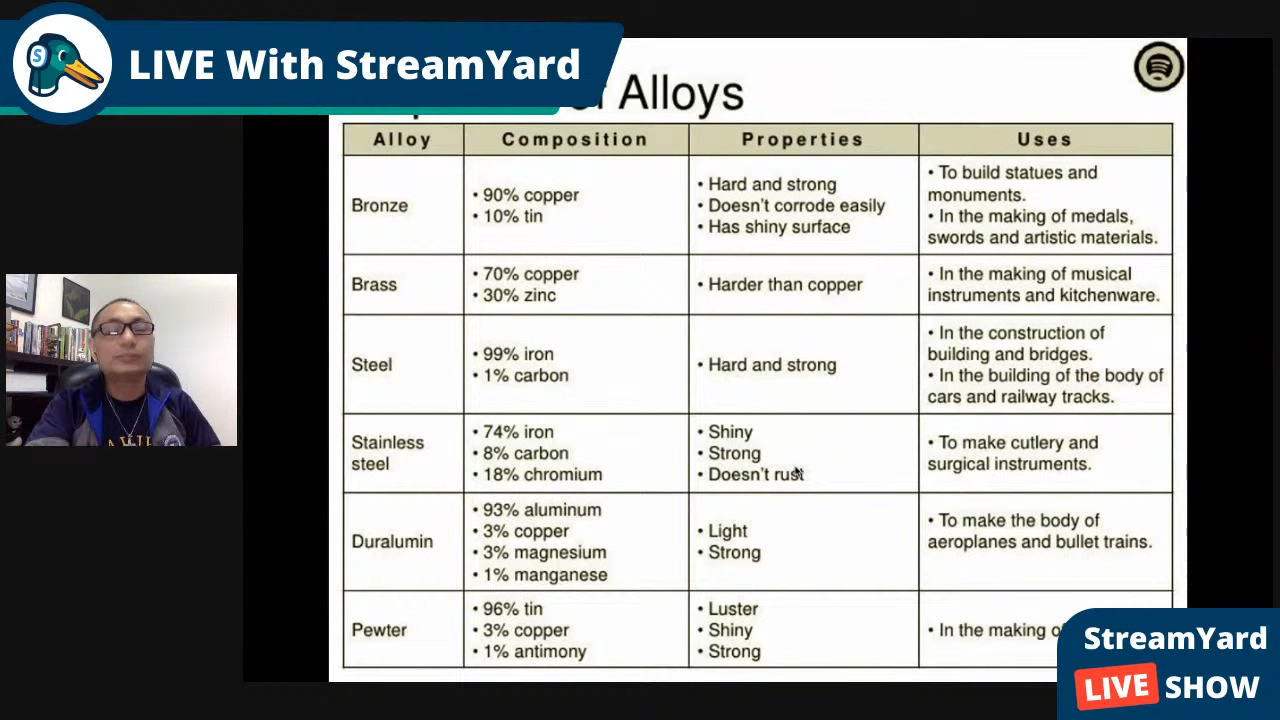 LIVE With StreamYard
Alloys
Alloy Composition Properties Uses
Bronze
• 90% copper
• 10% tin
• Hard and strong
• Doesn't corrode easily
• Has shiny surface
• To build statues and
monuments.
• In the making of medals,
swords and artistic materials.
Brass
• 70% copper
• 30% zinc
• Harder than copper
• In the making of musical
instruments and kitchenware.
Steel
• 99% iron
• 1% carbon
• Hard and strong
• In the construction of
building and bridges.
• In the building of the body of
cars and railway tracks.
Stainless
steel
• 74% iron
• 8% carbon
• 18% chromium
• Shiny
• Strong
• Doesn't rust
• To make cutlery and
surgical instruments.
Duralumin
• 93% aluminum
• 3% copper
• 3% magnesium
• 1% manganese
• Light
• Strong
• To make the body of
aeroplanes and bullet trains.
Pewter
• 96% tin
• 3% copper
• 1% antimony
• Luster
• Shiny
• Strong
• In the making
StreamYard
LIVE SHOW